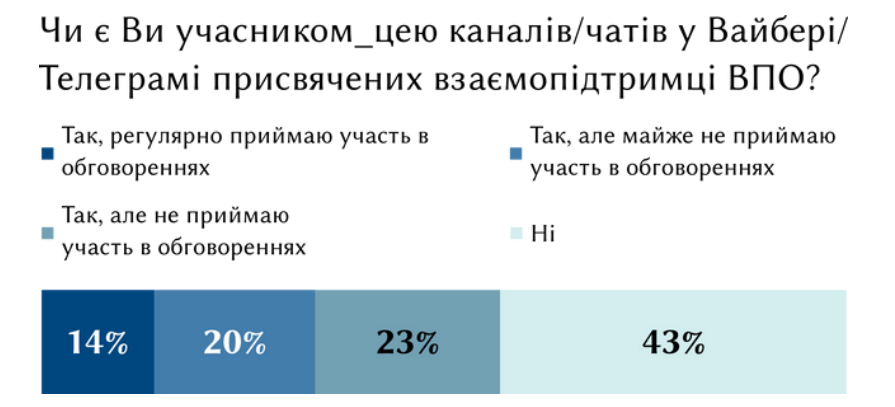 Чи є Ви учасником_цею каналів/чатів у Вайбері/
Телеграмі присвячених взаємопідтримці ВПО?
Так, регулярно приймаю участь в
обговореннях
Так, але майже не приймаю
участь в обговореннях
Так, але не приймаю
участь в обговореннях
Ні
14%
20%
23%
43%